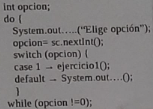 int opcion;
do {
System.out.....("Elige opción");
opcion= sc.nextInt();
switch (opcion) {
case 1 → ejercicio1();
default → System.out....();
}
while (opcion !=0);